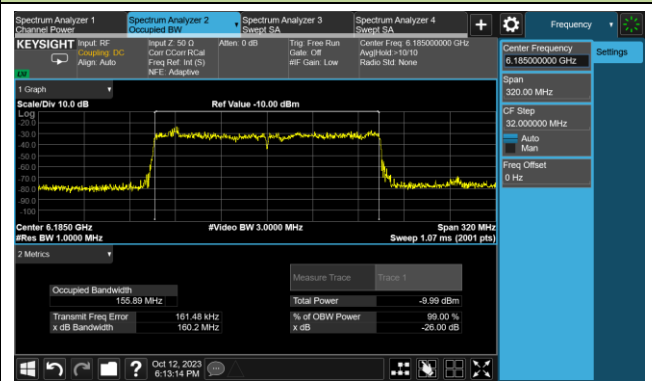 Spectrum Analyzer 1
Channel Power
Spectrum Analyzer 2
Occupied BW
Spectrum Analyzer 3
Swept SA
Spectrum Analyzer 4
Swept SA
+
Frequency
KEYSIGHT
Input: RF
Coupling: DC
Align: Auto
Input Z: 50 Ω
Corr CCorr RCal
Freq Ref: Int (S)
NFE: Adaptive
Atten: 0 dB
Trig: Free Run
Gate: Off
#IF Gain: Low
Center Freq: 6.185000000 GHz
Avg|Hold:>10/10
Radio Std: None
Center Frequency
6.185000000 GHz
Settings
Span
320.00 MHz
CF Step
32.000000 MHz
Auto
Man
Freq Offset
0 Hz
1 Graph
Scale/Div 10.0 dB
Ref Value -10.00 dBm
Log
-20.0
-30.0
-40.0
-50.0
-60.0
-70.0
-80.0
-90.0
-100
Center 6.1850 GHz
#Video BW 3.0000 MHz
Span 320 MHz
#Res BW 1.0000 MHz
Sweep 1.07 ms (2001 pts)
2 Metrics
Measure Trace
Trace 1
Occupied Bandwidth
155.89 MHz
Total Power
-9.99 dBm
Transmit Freq Error
161.48 kHz
% of OBW Power
99.00 %
x dB Bandwidth
160.2 MHz
x dB
-26.00 dB
?
Oct 12, 2023
6:13:14 PM